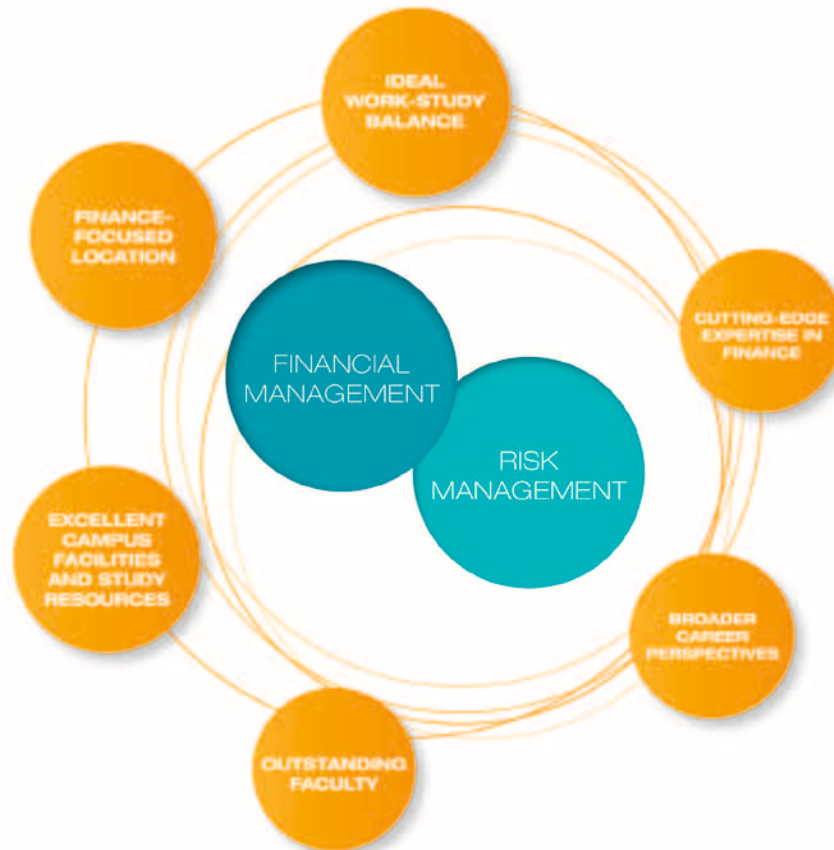 IDEAL
WORK-STUDY
BALANCE
FINANCE-
FOCUSED
LOCATION
CUTTING-EDGE
EXPERTISE IN
FINANCE
FINANCIAL
MANAGEMENT
RISK
MANAGEMENT
EXCELLENT
CAMPUS
FACILITIES
AND STUDY
RESOURCES
BROADER
CAREER
PERSPECTIVES
OUTSTANDING
FACULTY